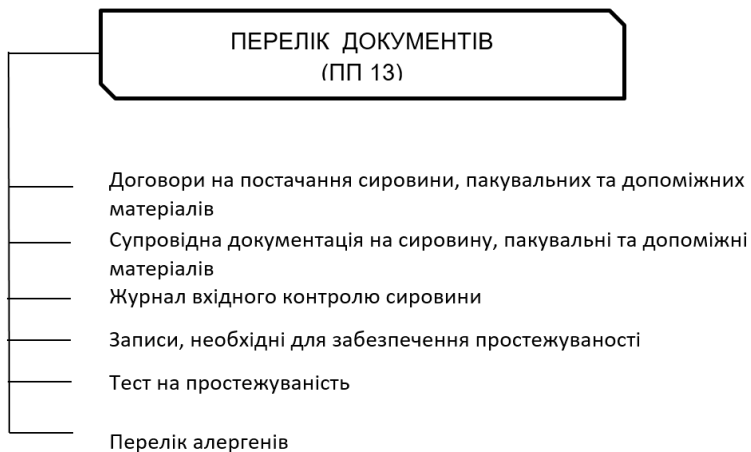 ПЕРЕЛІК ДОКУМЕНТІВ
(ПП 13)
Договори на постачання сировини, пакувальних та допоміжних
матеріалів
Супровідна документація на сировину, пакувальні та допоміжні
матеріалів
Журнал вхідного контролю сировини
Записи, необхідні для забезпечення простежуваності
Тест на простежуваність
Перелік алергенів